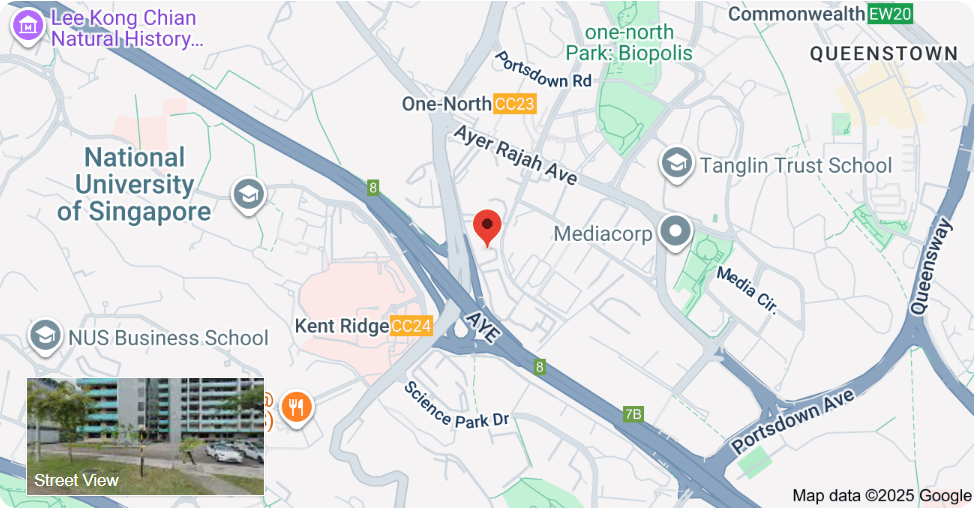 Lee Kong Chian
Natural History...
Commonwealth EW20
one-north
Park: Biopolis
QUEENSTOWN
Portsdown Rd
One-North CC23
Ayer Rajah Ave
National
University
of Singapore
Tanglin Trust School
8
Mediacorp
Queensway
Media Cir.
Kent Ridge CC24
AYE
NUS Business School
8
Science Park Dr
@
)
7B
Portsdown Ave
Street View
Map data ©2025 Google